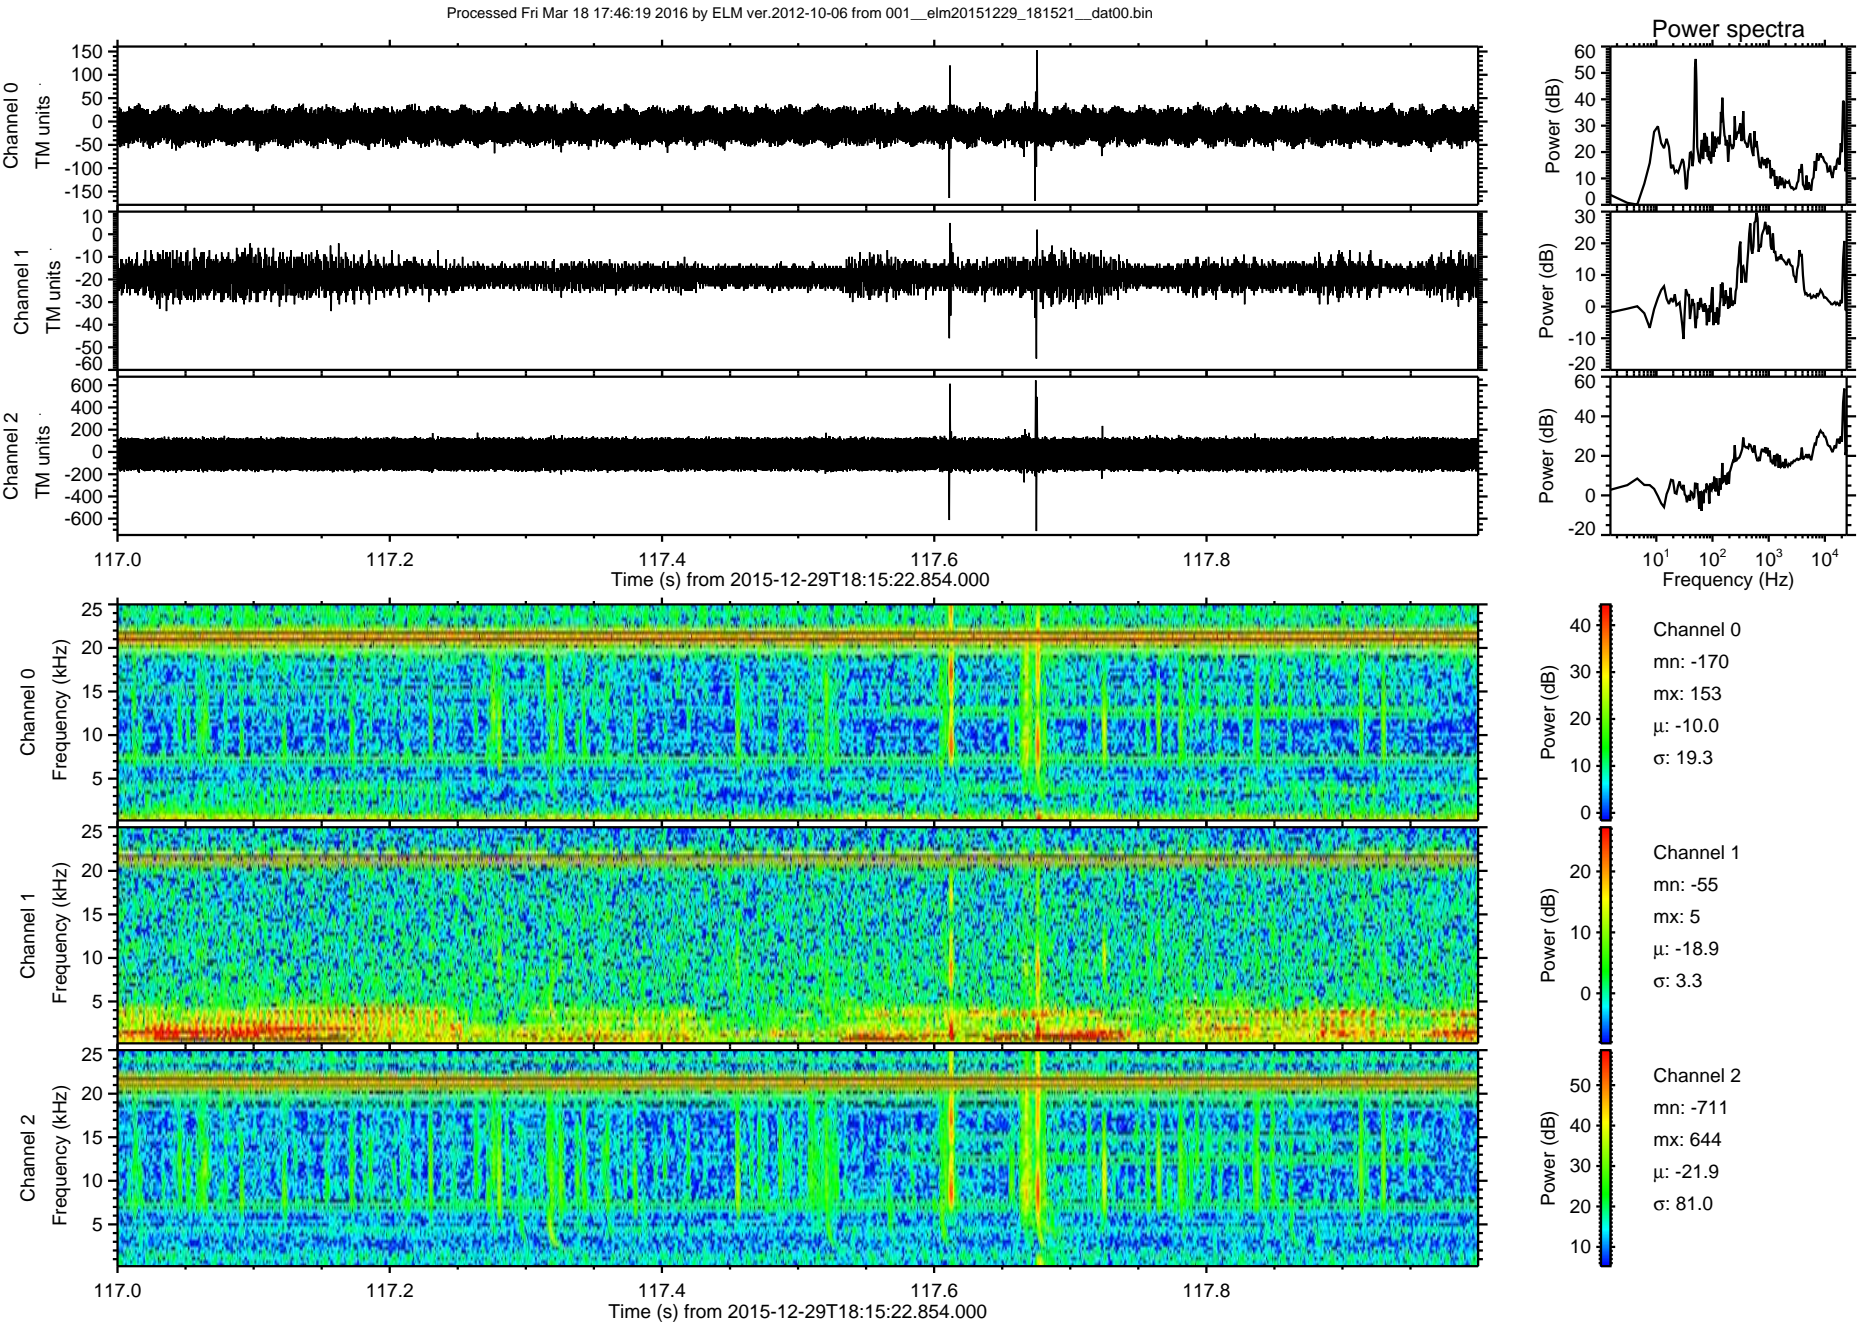 Processed Fri Mar 18 17:46:19 2016 by ELM ver.2012-10-06 from 001__elm20151229_181521__dat00.bin
Power spectra
Channel 0
TM units
150
100
50
0
-50
-100
-150
Power (dB)
60
50
40
30
20
10
0
Channel 1
TM units
10
0
-10
-20
-30
-40
-50
-60
Power (dB)
30
20
10
0
-10
-20
Channel 2
TM units
600
400
200
0
-200
-400
-600
Power (dB)
60
40
20
0
-20
117.0 117.2 117.4 117.6 117.8
Time (s) from 2015-12-29T18:15:22.854.000
10¹ 10² 10³ 10⁴
Frequency (Hz)
Channel 0
Frequency (kHz)
25
20
15
10
5
Power (dB)
40
30
20
10
0
Channel 0
mn: -170
mx: 153
μ: -10.0
σ: 19.3
Channel 1
Frequency (kHz)
25
20
15
10
5
Power (dB)
20
10
0
Channel 1
mn: -55
mx: 5
μ: -18.9
σ: 3.3
Channel 2
Frequency (kHz)
25
20
15
10
5
Power (dB)
50
40
30
20
10
Channel 2
mn: -711
mx: 644
μ: -21.9
σ: 81.0
117.0 117.2 117.4 117.6 117.8
Time (s) from 2015-12-29T18:15:22.854.000